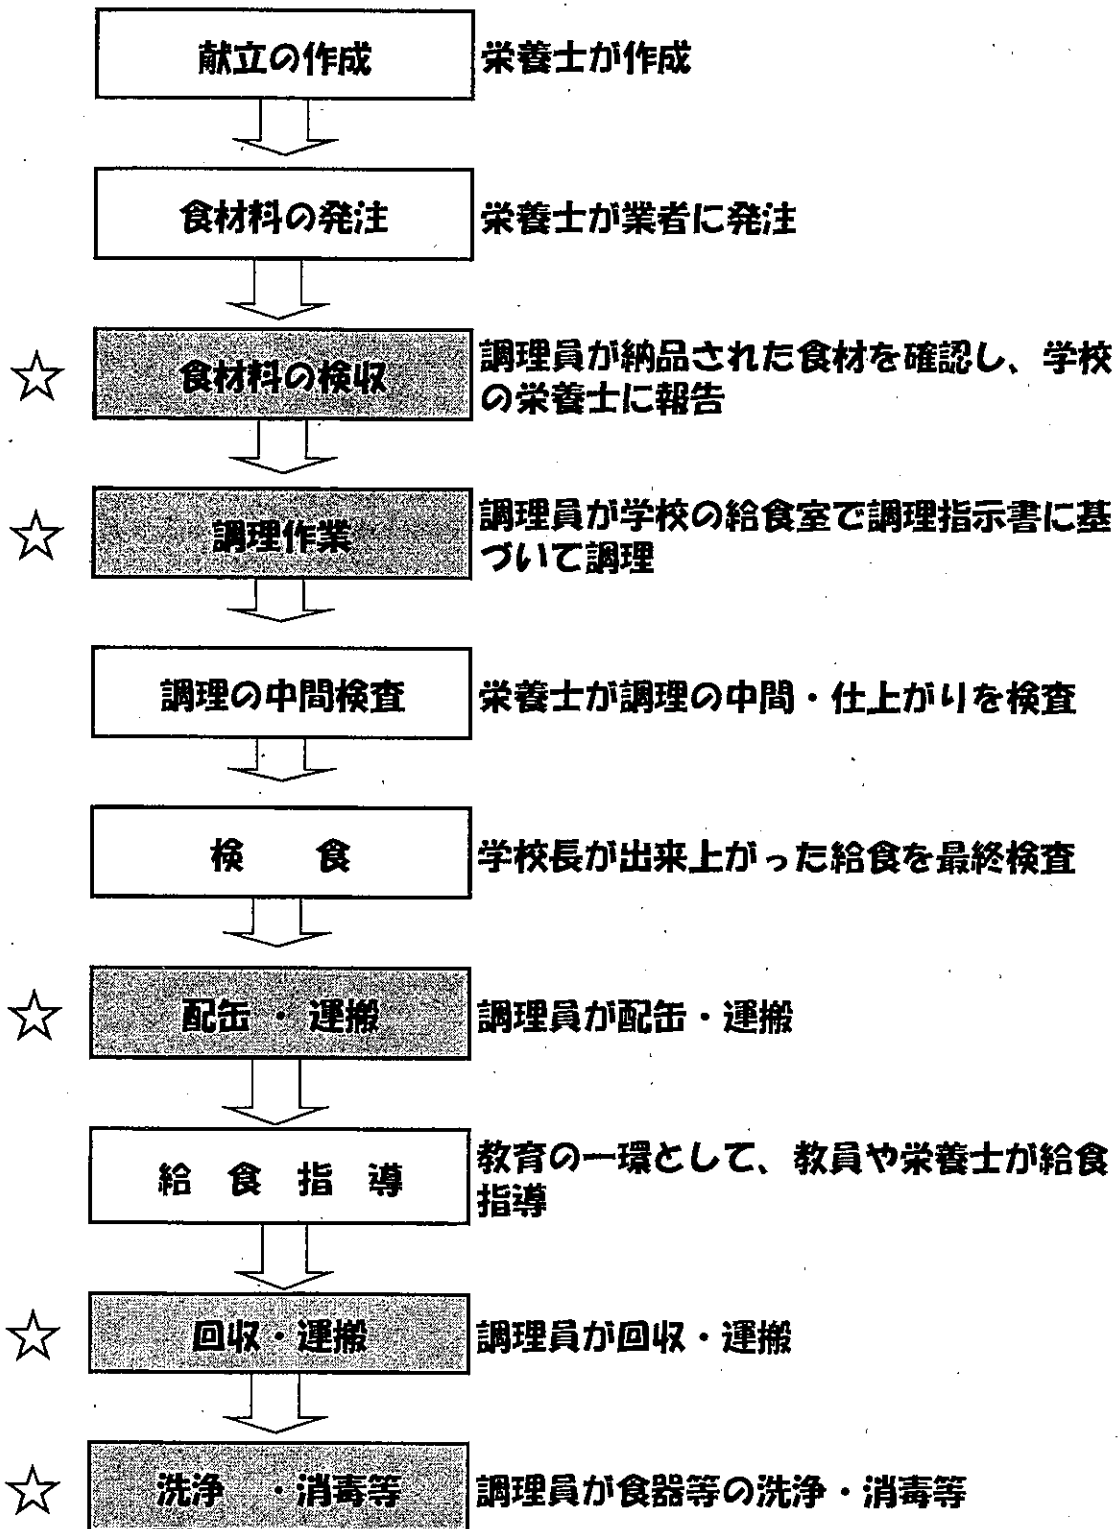 献立の作成
栄養士が作成
食材料の発注
栄養士が業者に発注
☆
食材料の検収
調理員が納品された食材を確認し、学校
の栄養士に報告
☆
調理作業
調理員が学校の給食室で調理指示書に基
づいて調理
調理の中間検査
栄養士が調理の中間・仕上がりを検査
検　食
学校長が出来上がった給食を最終検査
☆
配缶・運搬
調理員が配缶・運搬
給　食　指　導
教育の一環として、教員や栄養士が給食
指導
☆
回収・運搬
調理員が回収・運搬
☆
洗浄　・消毒等
調理員が食器等の洗浄・消毒等